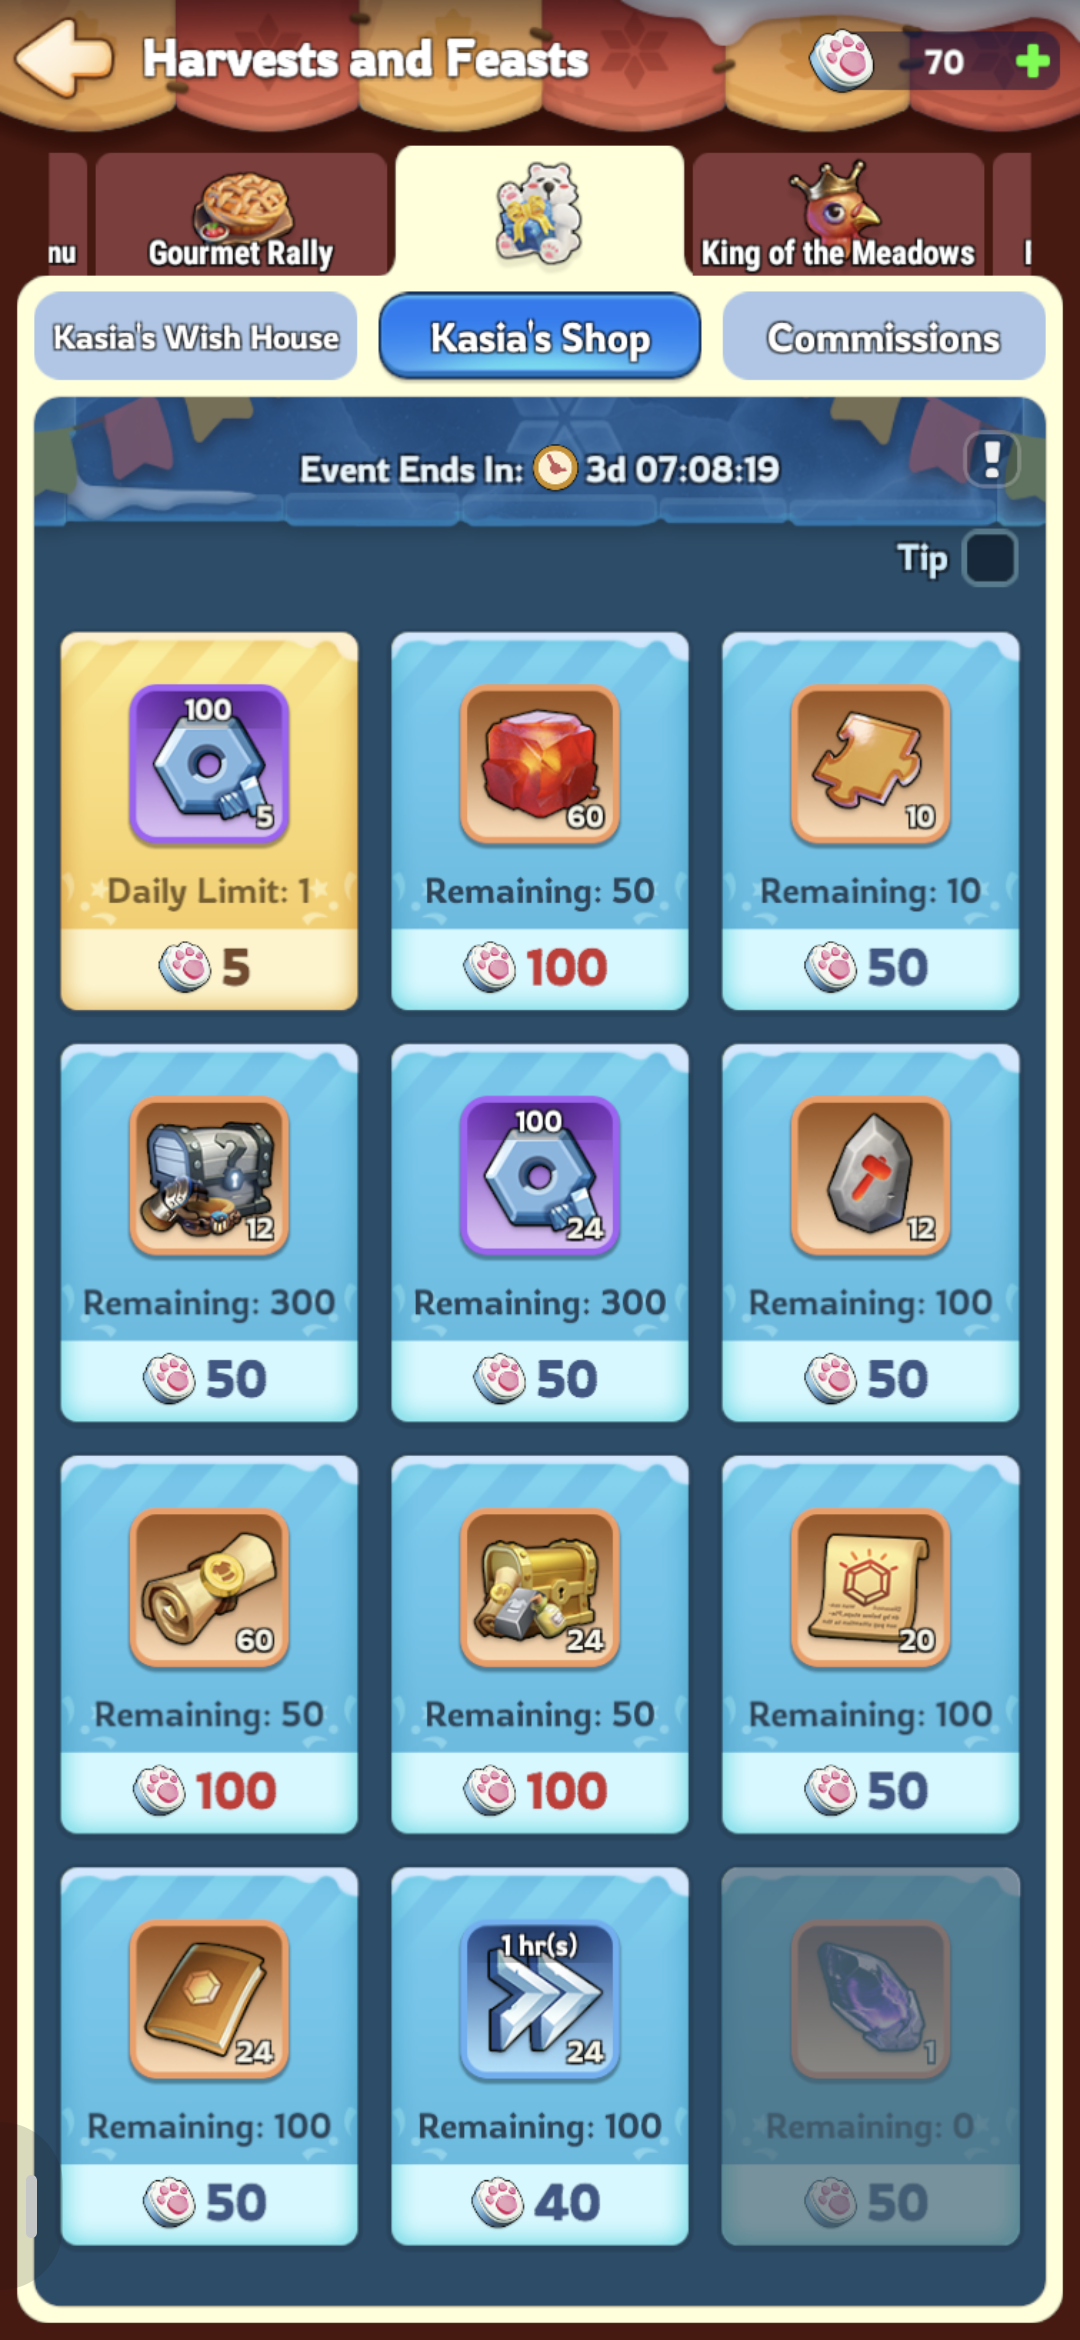 Harvests and Feasts
70
nu
Gourmet Rally
King of the Meadows
Kasia's Wish House
Kasia's Shop
Commissions
Event Ends In: 3d 07:08:19
!
Tip
100
5
60
10
Daily Limit: 1
Remaining: 50
Remaining: 10
5
100
50
12
100
24
12
Remaining: 300
Remaining: 300
Remaining: 100
50
50
50
60
24
20
Remaining: 50
Remaining: 50
Remaining: 100
100
100
50
24
1 hr(s)
24
1
Remaining: 100
Remaining: 100
Remaining: 0
50
40
50